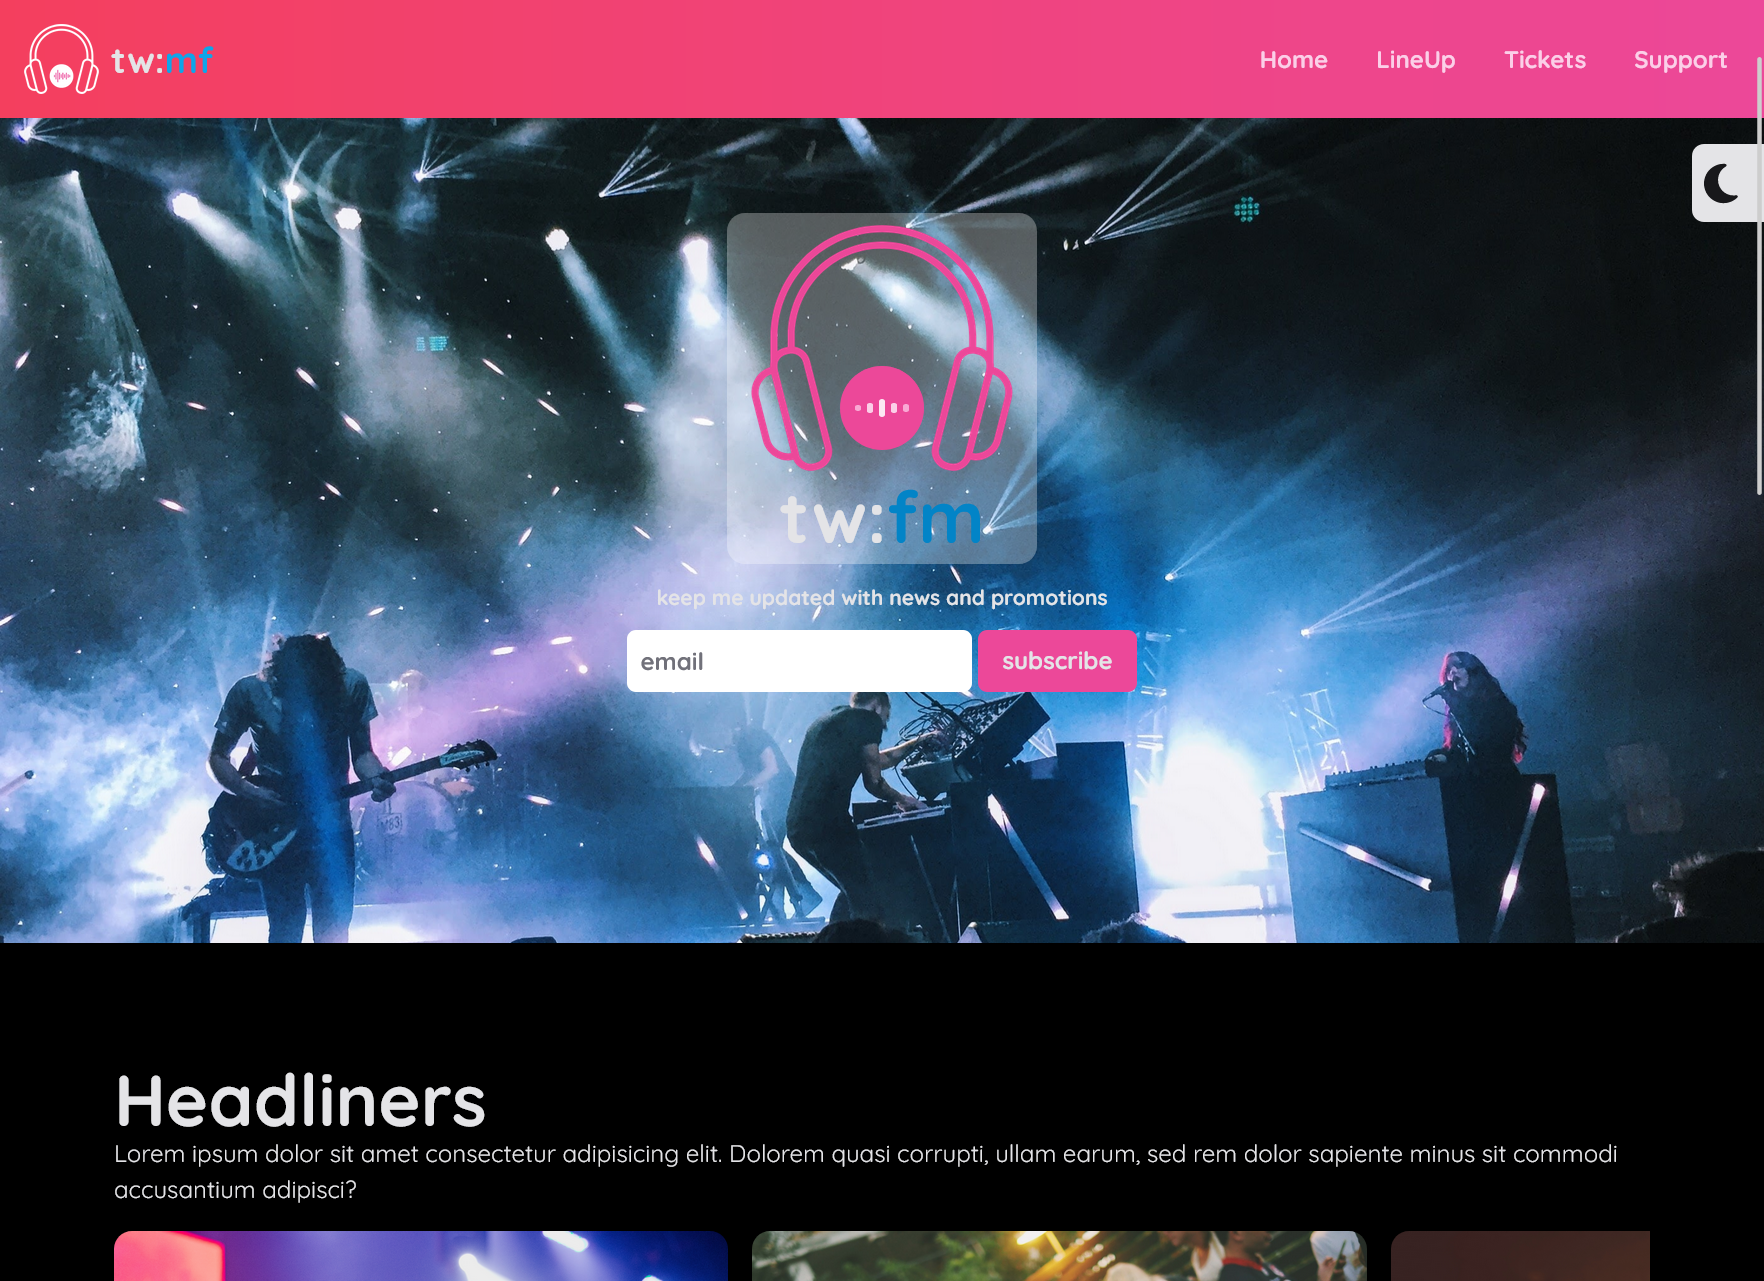 tw:mf
Home LineUp Tickets Support
tw:fm
keep me updated with news and promotions
email
subscribe
Headliners
Lorem ipsum dolor sit amet consectetur adipisicing elit. Dolorem quasi corrupti, ullam earum, sed rem dolor sapiente minus sit commodi
accusantium adipisci?